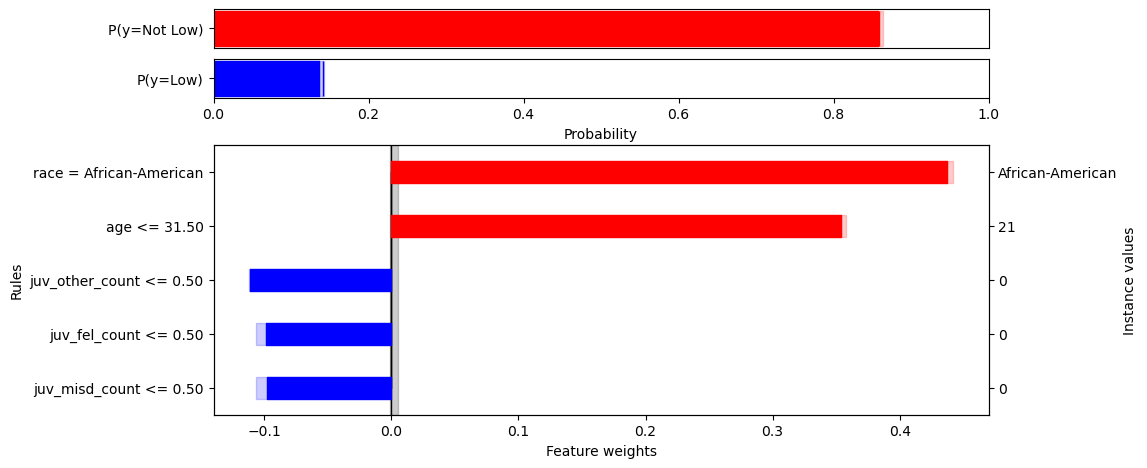 P(y=Not Low)
P(y=Low)
0.0 0.2 0.4 0.6 0.8 1.0
Probability
race = African-American African-American
age <= 31.50 21
juv_other_count <= 0.50 0
juv_fel_count <= 0.50 0
juv_misd_count <= 0.50 0
Rules
Instance values
−0.1 0.0 0.1 0.2 0.3 0.4
Feature weights